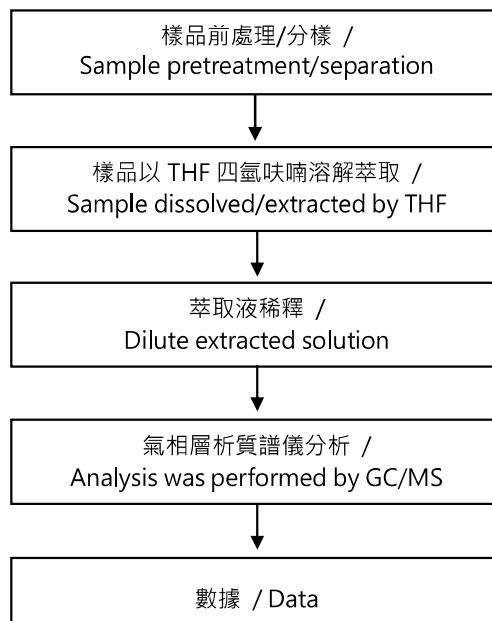 樣品前處理/分樣 /
Sample pretreatment/separation
樣品以 THF 四氫呋喃溶解萃取 /
Sample dissolved/extracted by THF
萃取液稀釋 /
Dilute extracted solution
氣相層析質譜儀分析 /
Analysis was performed by GC/MS
數據 / Data